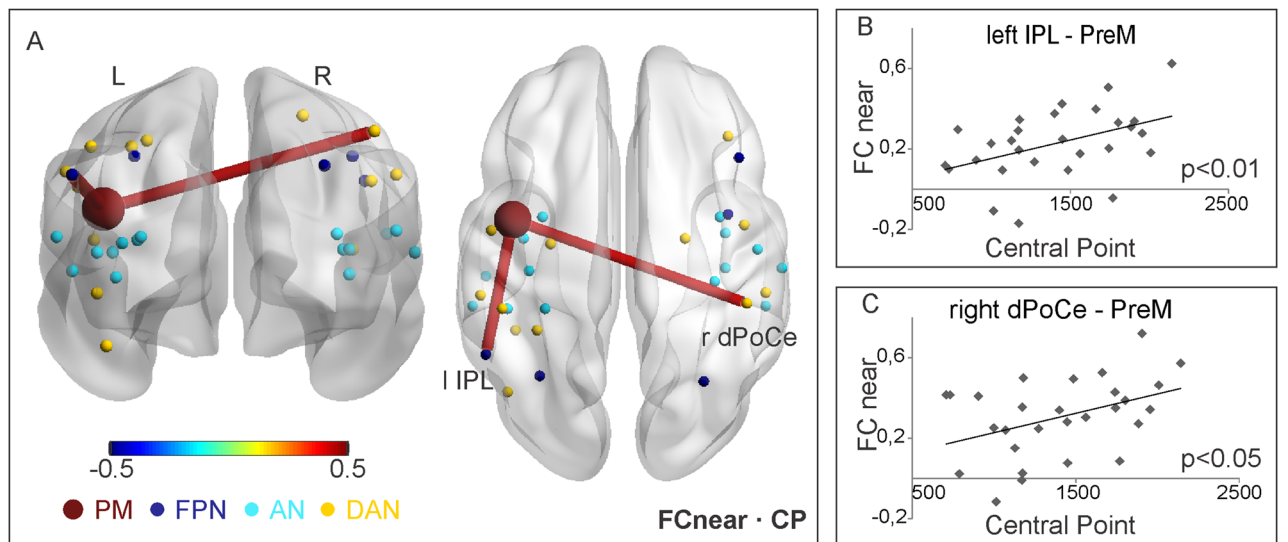 A
L
R
l IPL
r dPoCe
-0.5
0.5
PM FPN AN DAN
FCnear · CP
B
left IPL - PreM
FC near
0,6
0,2
-0,2
500
1500
2500
p<0.01
Central Point
C
right dPoCe - PreM
FC near
0,6
0,2
-0,2
500
1500
2500
p<0.05
Central Point